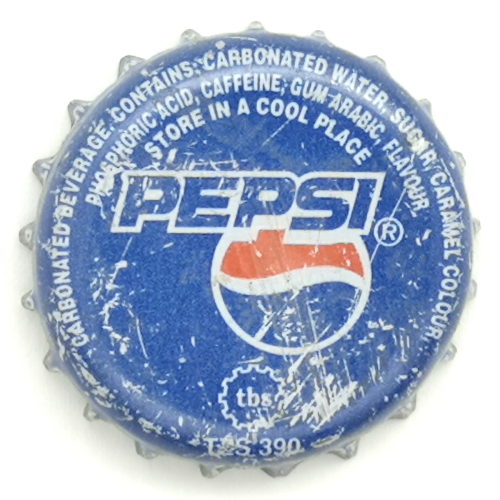 CARBONATED BEVERAGE. CONTAINS: CARBONATED WATER, SUGAR, CARAMEL COLOUR,
PHOSPHORIC ACID, CAFFEINE, GUM ARABIC, FLAVOUR
STORE IN A COOL PLACE
PEPSI®
tbs
390